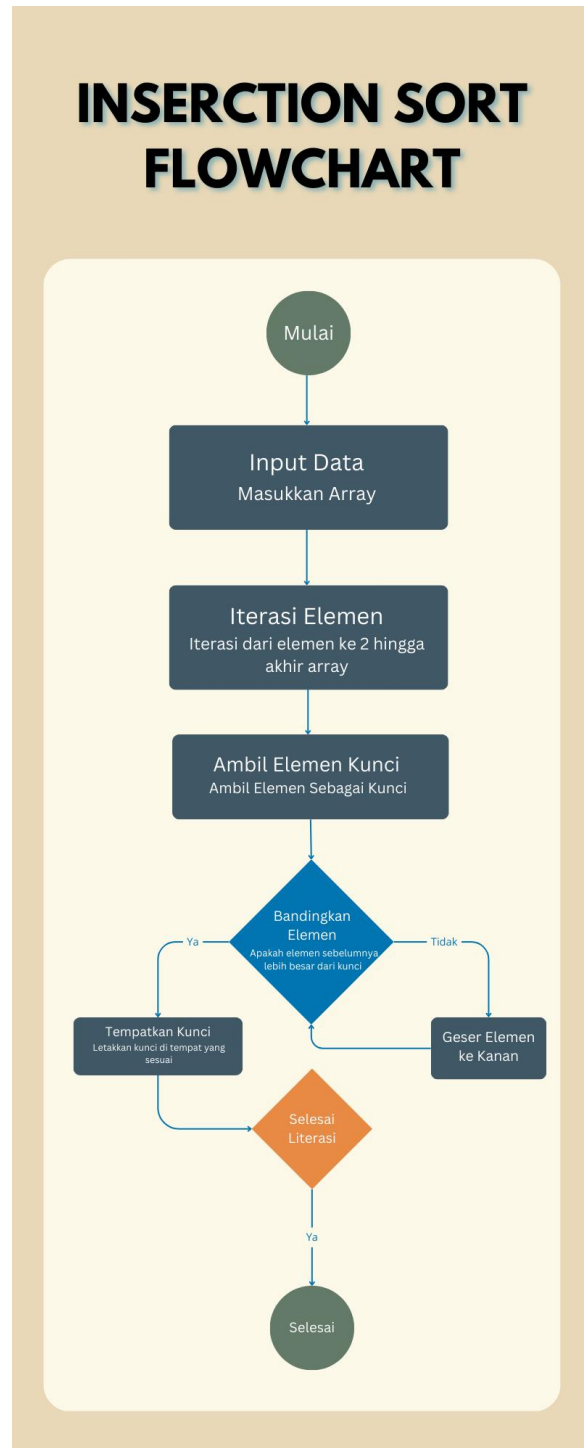 INSERCTION SORT
FLOWCHART
Mulai
Input Data
Masukkan Array
Iterasi Elemen
Iterasi dari elemen ke 2 hingga
akhir array
Ambil Elemen Kunci
Ambil Elemen Sebagai Kunci
Bandingkan
Elemen
Apakah elemen sebelumnya
lebih besar dari kunci
Ya
Tidak
Tempatkan Kunci
Letakkan kunci di tempat yang
sesuai
Geser Elemen
ke Kanan
Selesai
Literasi
Ya
Selesai